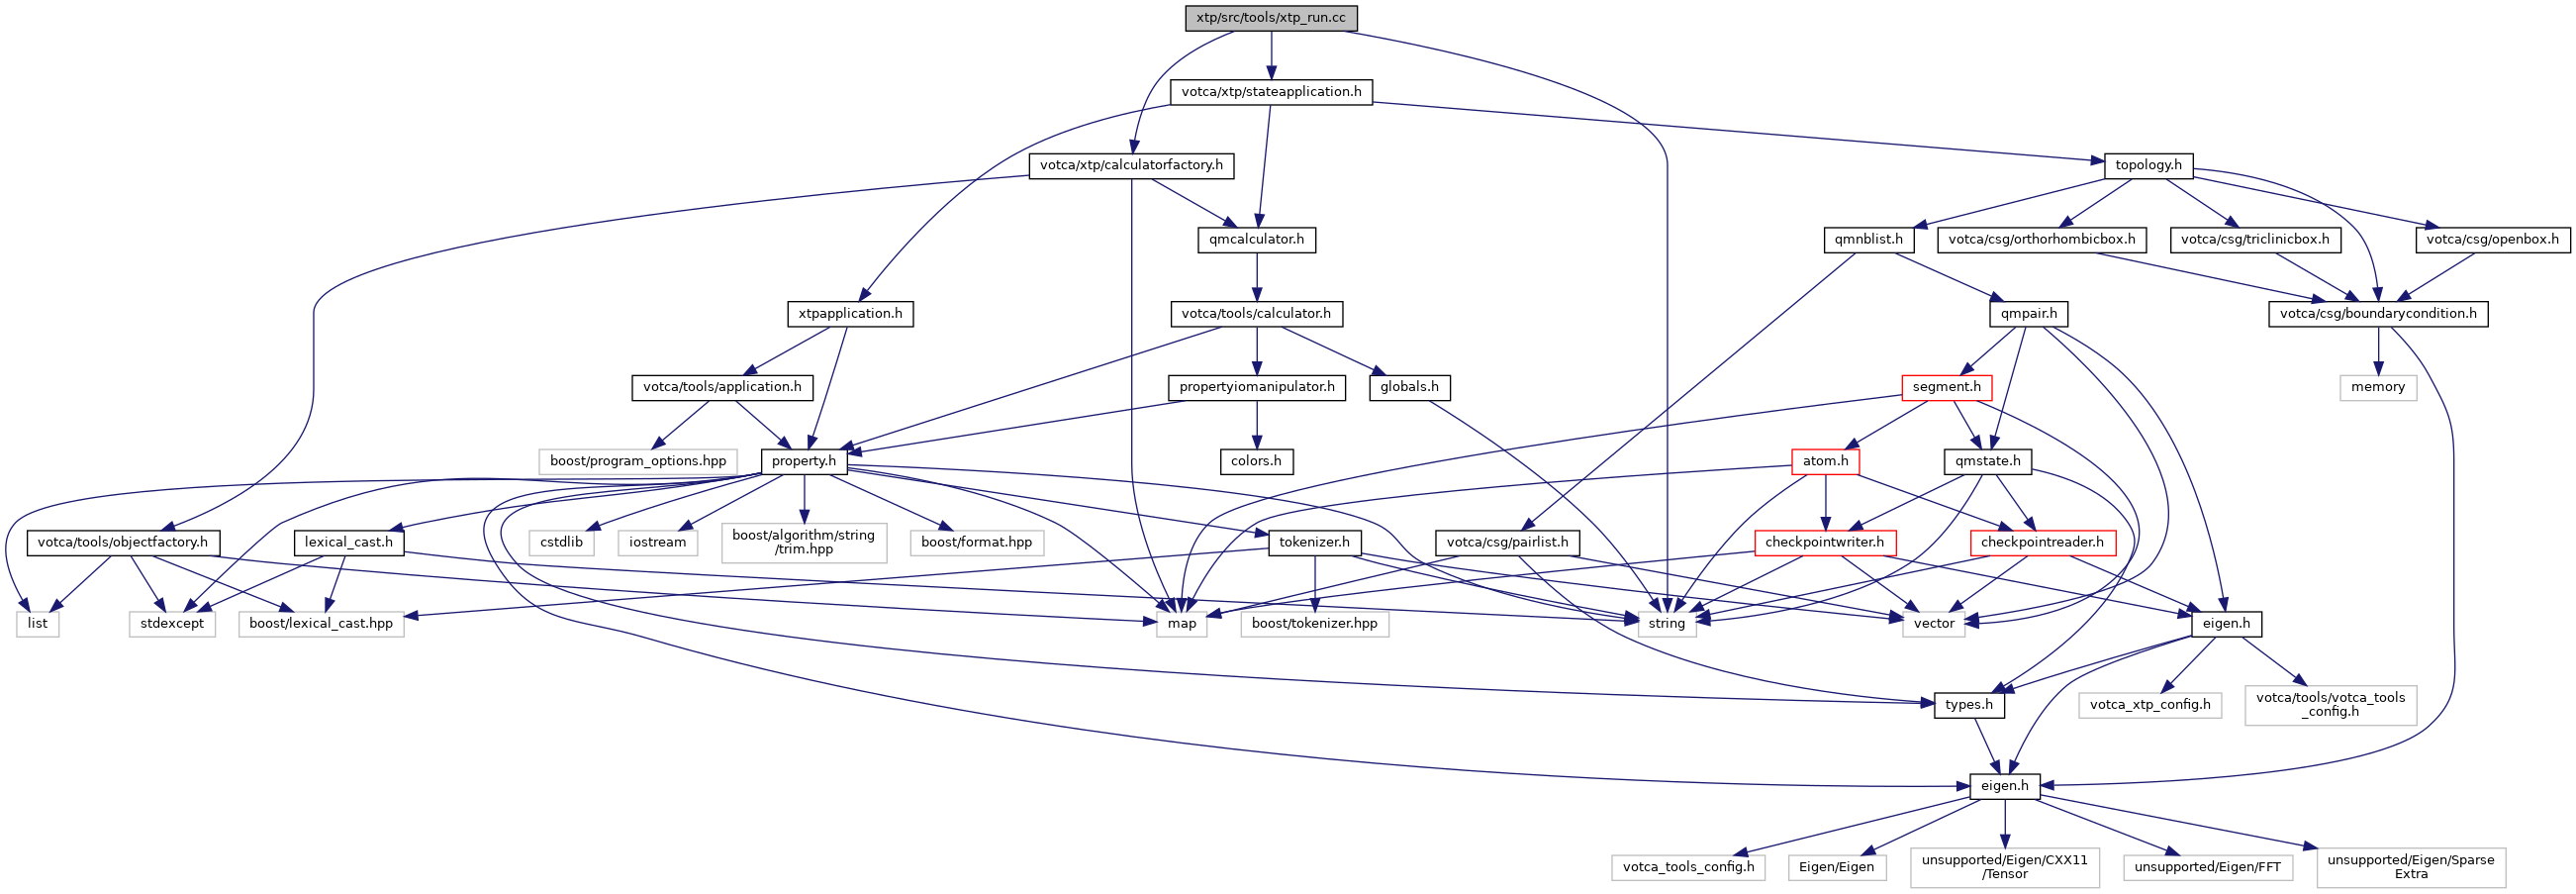 xtp/src/tools/xtp_run.cc
votca/xtp/stateapplication.h
votca/xtp/calculatorfactory.h
topology.h
qmcalculator.h
qmnblist.h
votca/csg/orthorhombicbox.h
votca/csg/triclinicbox.h
votca/csg/openbox.h
xtpapplication.h
votca/tools/calculator.h
qmpair.h
votca/csg/boundarycondition.h
votca/tools/application.h
propertyiomanipulator.h
globals.h
segment.h
memory
boost/program_options.hpp
property.h
colors.h
atom.h
qmstate.h
votca/tools/objectfactory.h
lexical_cast.h
cstdlib
iostream
boost/algorithm/string
/trim.hpp
boost/format.hpp
tokenizer.h
votca/csg/pairlist.h
checkpointwriter.h
checkpointreader.h
list
stdexcept
boost/lexical_cast.hpp
map
boost/tokenizer.hpp
string
vector
eigen.h
types.h
votca_xtp_config.h
votca/tools/votca_tools
_config.h
eigen.h
votca_tools_config.h
Eigen/Eigen
unsupported/Eigen/CXX11
/Tensor
unsupported/Eigen/FFT
unsupported/Eigen/Sparse
Extra